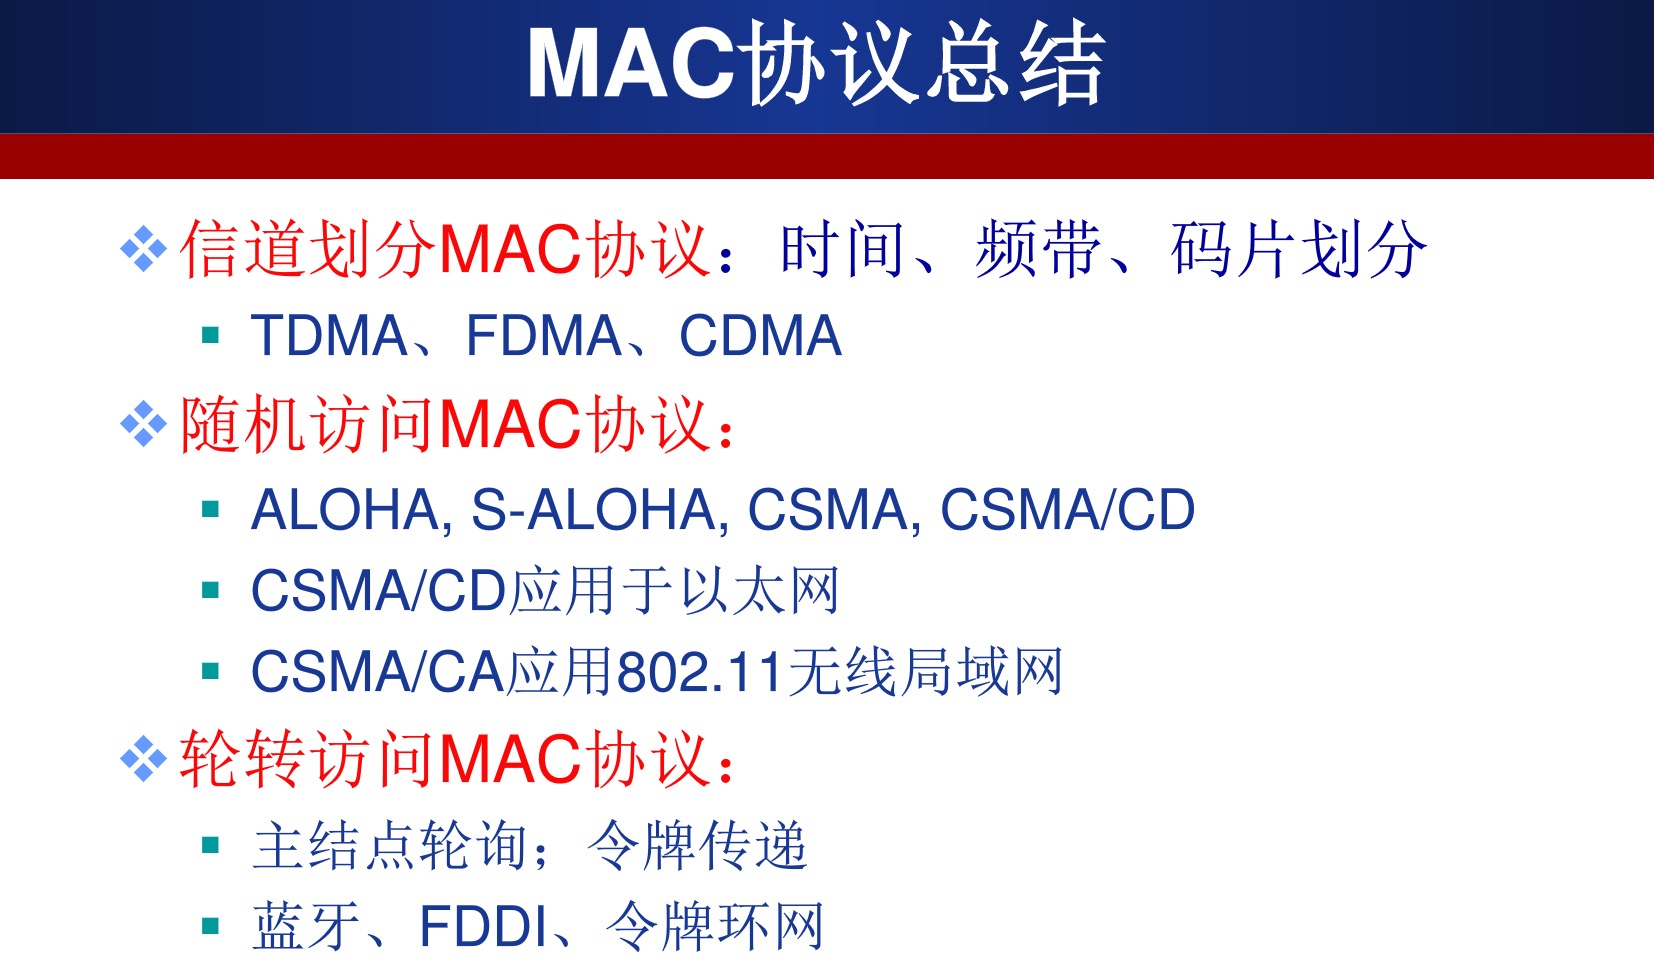 MAC协议总结
信道划分MAC协议：时间、频带、码片划分
TDMA、FDMA、CDMA
随机访问MAC协议：
ALOHA, S-ALOHA, CSMA, CSMA/CD
CSMA/CD应用于以太网
CSMA/CA应用802.11无线局域网
轮转访问MAC协议：
主结点轮询；令牌传递
蓝牙、FDDI、令牌环网